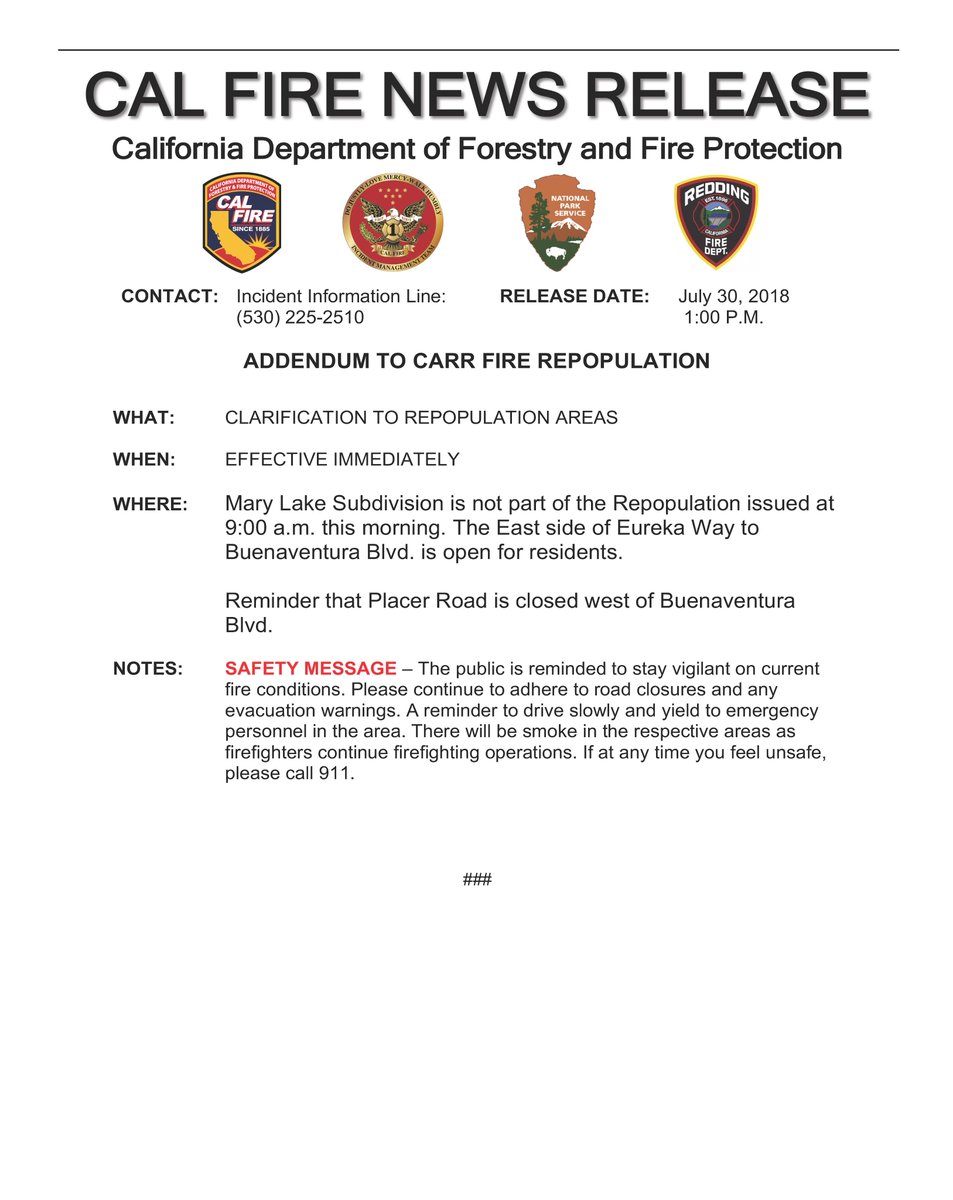 CAL FIRE NEWS RELEASE
California Department of Forestry and Fire Protection
CALIFORNIA DEPARTMENT OF
FORESTRY & FIRE PROTECTION
CAL
FIRE
SINCE 1885
DO JUSTLY-LOVE MERCY-WALK HUMBLY
1
CAL FIRE
INCIDENT MANAGEMENT TEAM
NATIONAL
PARK
SERVICE
REDDING
CALIFORNIA
FIRE
DEPT.
CONTACT: Incident Information Line: RELEASE DATE: July 30, 2018
(530) 225-2510 1:00 P.M.
ADDENDUM TO CARR FIRE REPOPULATION
WHAT: CLARIFICATION TO REPOPULATION AREAS
WHEN: EFFECTIVE IMMEDIATELY
WHERE: Mary Lake Subdivision is not part of the Repopulation issued at
9:00 a.m. this morning. The East side of Eureka Way to
Buenaventura Blvd. is open for residents.
Reminder that Placer Road is closed west of Buenaventura
Blvd.
NOTES: SAFETY MESSAGE – The public is reminded to stay vigilant on current
fire conditions. Please continue to adhere to road closures and any
evacuation warnings. A reminder to drive slowly and yield to emergency
personnel in the area. There will be smoke in the respective areas as
firefighters continue firefighting operations. If at any time you feel unsafe,
please call 911.
###